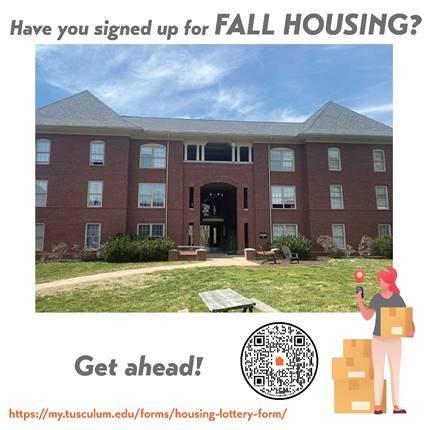 Have you signed up for FALL HOUSING?
Get ahead!
https://my.tusculum.edu/forms/housing-lottery-form/